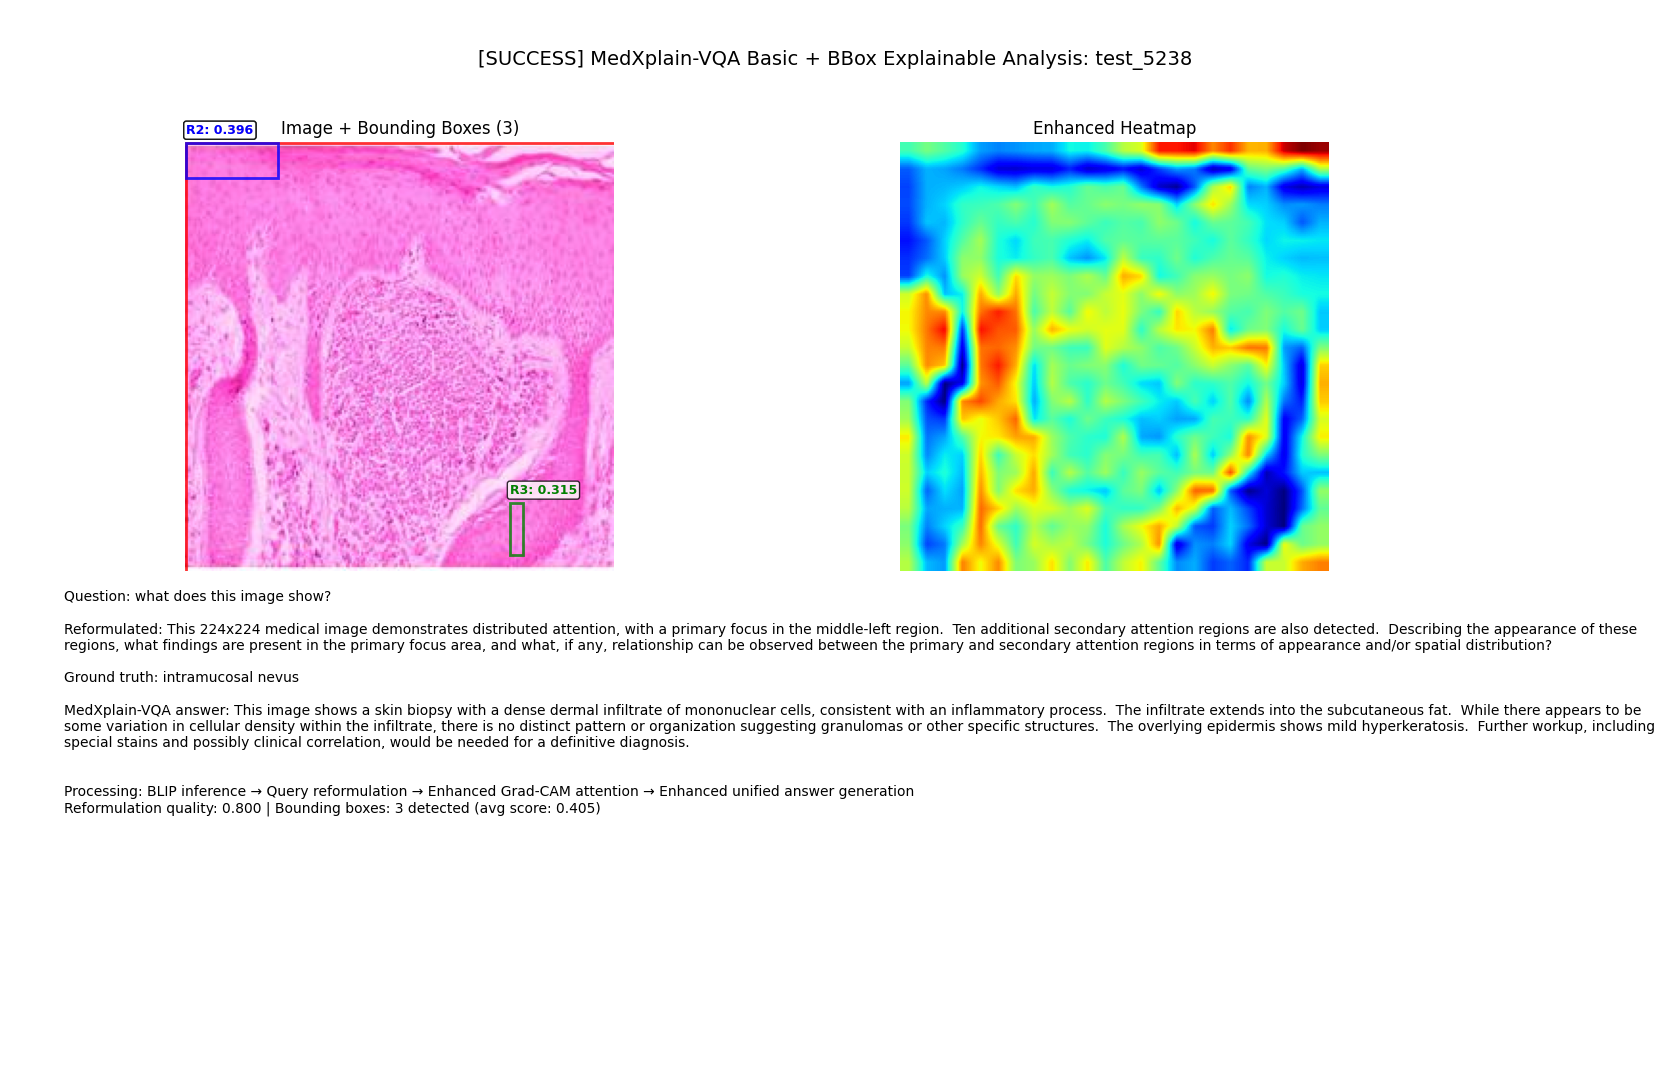 [SUCCESS] MedXplain-VQA Basic + BBox Explainable Analysis: test_5238
R2: 0.396
Image + Bounding Boxes (3)
Enhanced Heatmap
R3: 0.315
Question: what does this image show?
Reformulated: This 224x224 medical image demonstrates distributed attention, with a primary focus in the middle-left region.  Ten additional secondary attention regions are also detected.  Describing the appearance of these
regions, what findings are present in the primary focus area, and what, if any, relationship can be observed between the primary and secondary attention regions in terms of appearance and/or spatial distribution?
Ground truth: intramucosal nevus
MedXplain-VQA answer: This image shows a skin biopsy with a dense dermal infiltrate of mononuclear cells, consistent with an inflammatory process.  The infiltrate extends into the subcutaneous fat.  While there appears to be
some variation in cellular density within the infiltrate, there is no distinct pattern or organization suggesting granulomas or other specific structures.  The overlying epidermis shows mild hyperkeratosis.  Further workup, including
special stains and possibly clinical correlation, would be needed for a definitive diagnosis.
Processing: BLIP inference → Query reformulation → Enhanced Grad-CAM attention → Enhanced unified answer generation
Reformulation quality: 0.800 | Bounding boxes: 3 detected (avg score: 0.405)